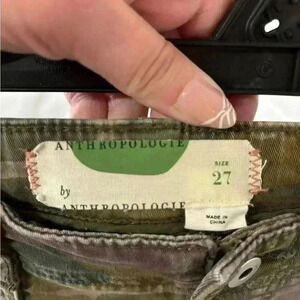 ANTHROPOLOGIE
SIZE
27
by
ANTHROPOLOGIE
MADE IN
CHINA